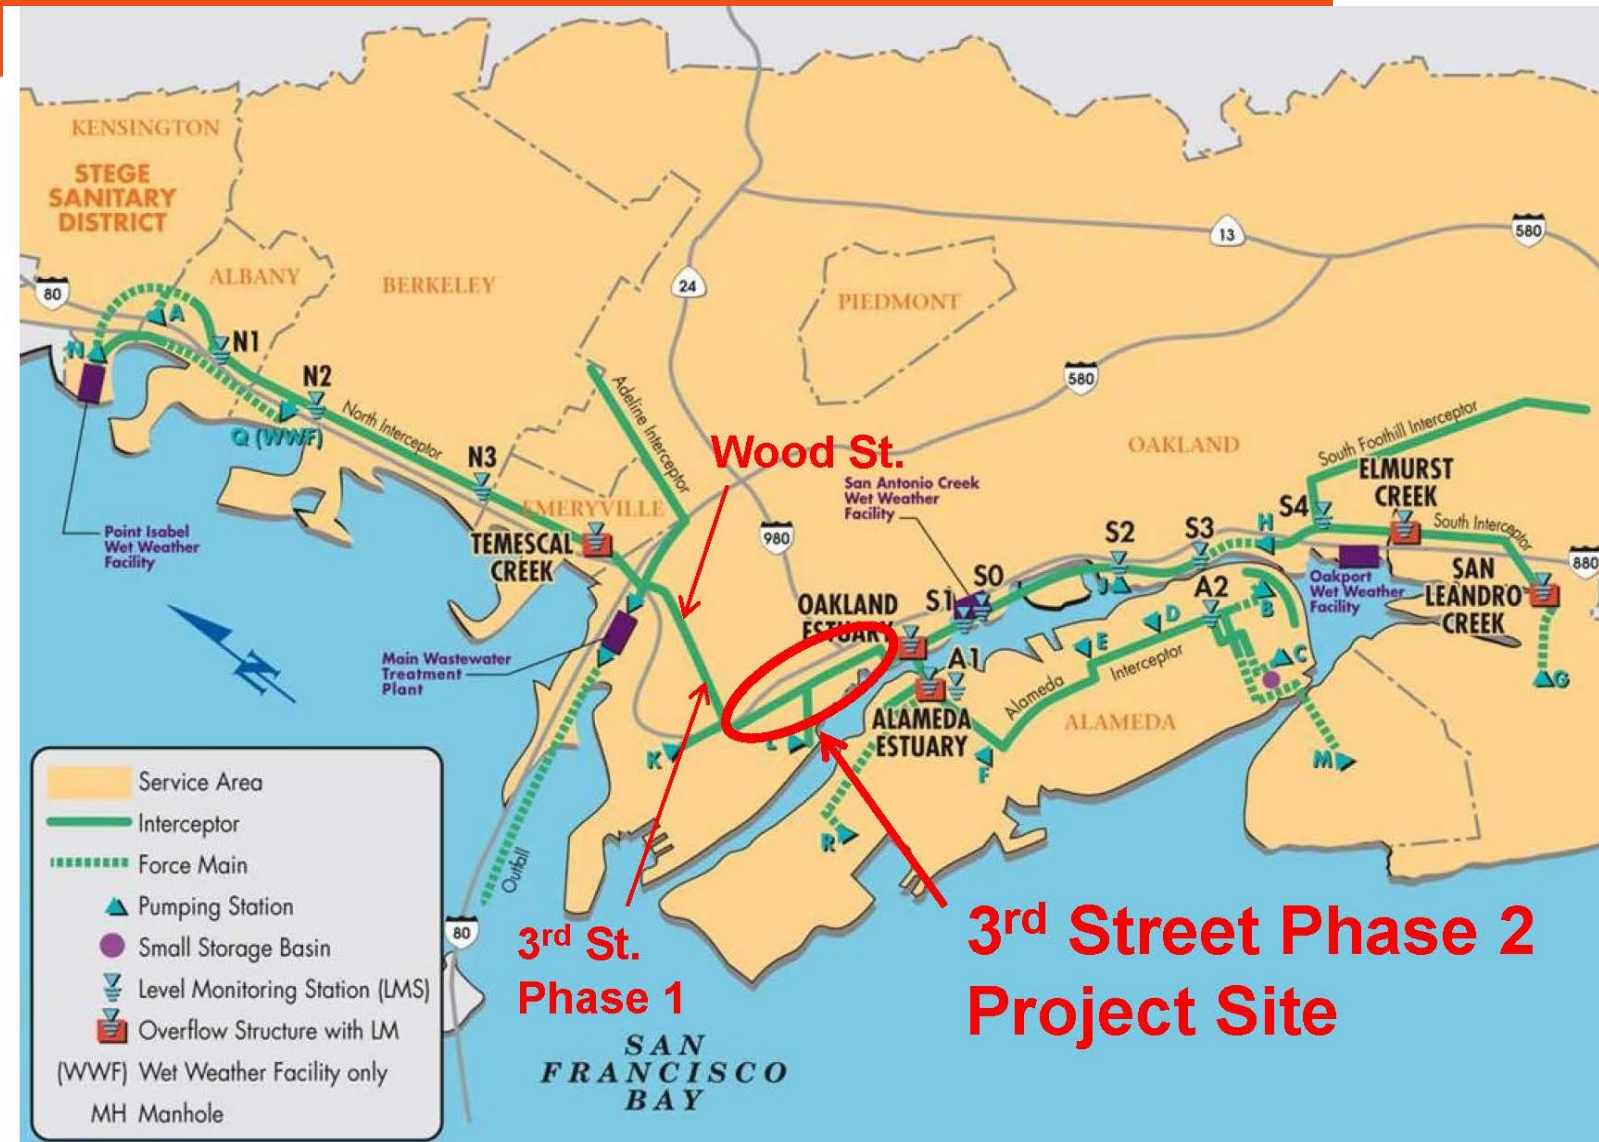 KENSINGTON
STEGE
SANITARY
DISTRICT
ALBANY
BERKELEY
PIEDMONT
OAKLAND
EMERYVILLE
ALAMEDA
80
24
13
580
580
980
880
80
A
N
N1
N2
Q (WWF)
North Interceptor
N3
Adeline Interceptor
Wood St.
San Antonio Creek
Wet Weather
Facility
South Foothill Interceptor
ELMURST
CREEK
South Interceptor
S4
H
S3
S2
J
S0
S1
Point Isabel
Wet Weather
Facility
TEMESCAL
CREEK
OAKLAND
ESTUARY
A2
B
D
E
C
Oakport
Wet Weather
Facility
SAN
LEANDRO
CREEK
G
Main Wastewater
Treatment
Plant
A1
Alameda
Interceptor
ALAMEDA
ESTUARY
K
L
F
M
R
N
Outfall
Service Area
Interceptor
Force Main
Pumping Station
Small Storage Basin
Level Monitoring Station (LMS)
Overflow Structure with LM
(WWF) Wet Weather Facility only
MH Manhole
3rd St.
Phase 1
3rd Street Phase 2
Project Site
SAN
FRANCISCO
BAY